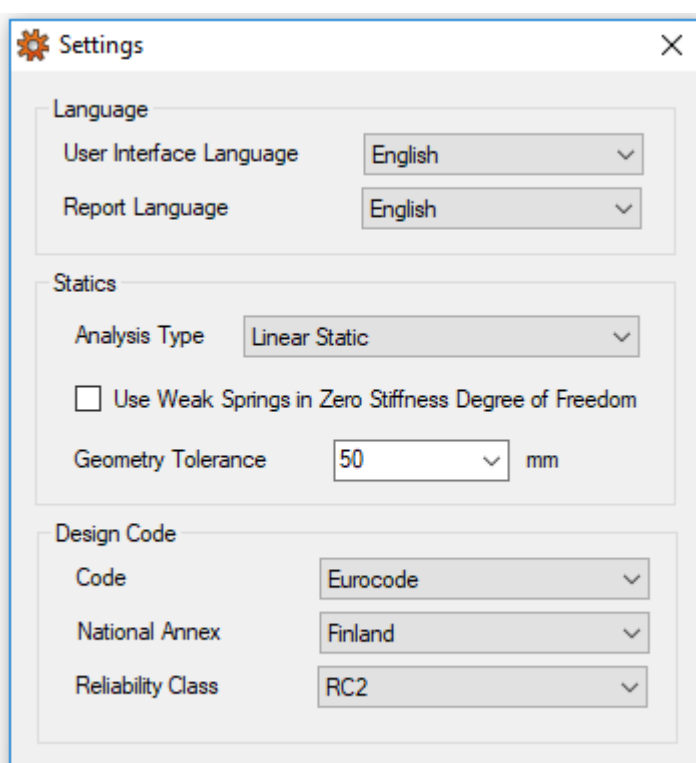 Settings
Language
User Interface Language English
Report Language English
Statics
Analysis Type Linear Static
Use Weak Springs in Zero Stiffness Degree of Freedom
Geometry Tolerance 50 mm
Design Code
Code Eurocode
National Annex Finland
Reliability Class RC2